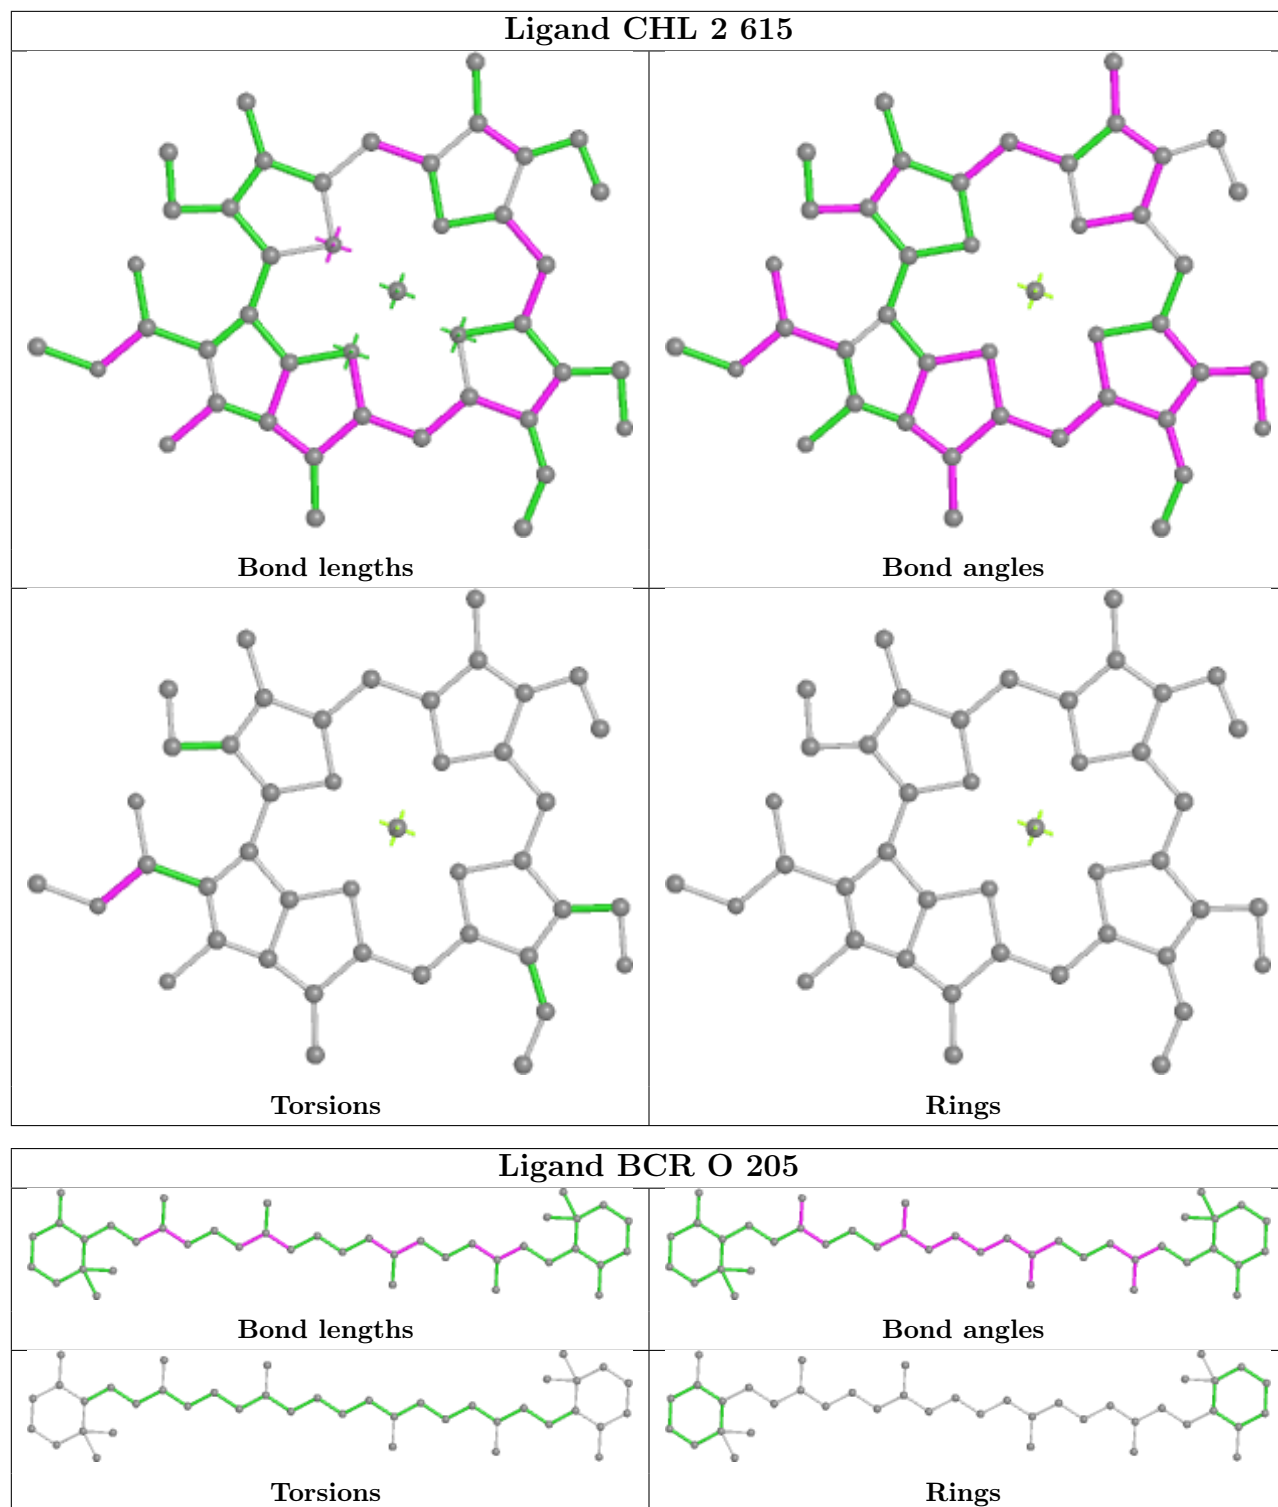 Ligand CHL 2 615
Bond lengths
Bond angles
Torsions
Rings
Ligand BCR O 205
Bond lengths
Bond angles
Torsions
Rings